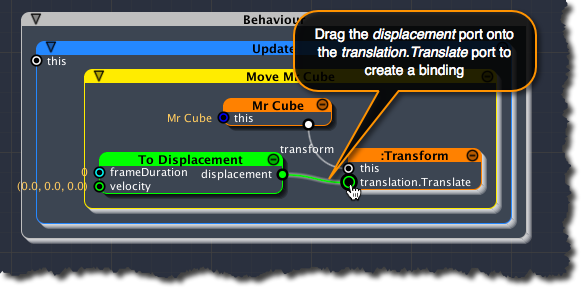 Behaviou
Drag the displacement port onto
the translation.Translate port to
create a binding
Update
this
Move Mr Cube
Mr Cube
Mr Cube
this
transform
To Displacement
:Transform
0
frameDuration
displacement
this
(0.0, 0.0, 0.0)
velocity
translation.Translate